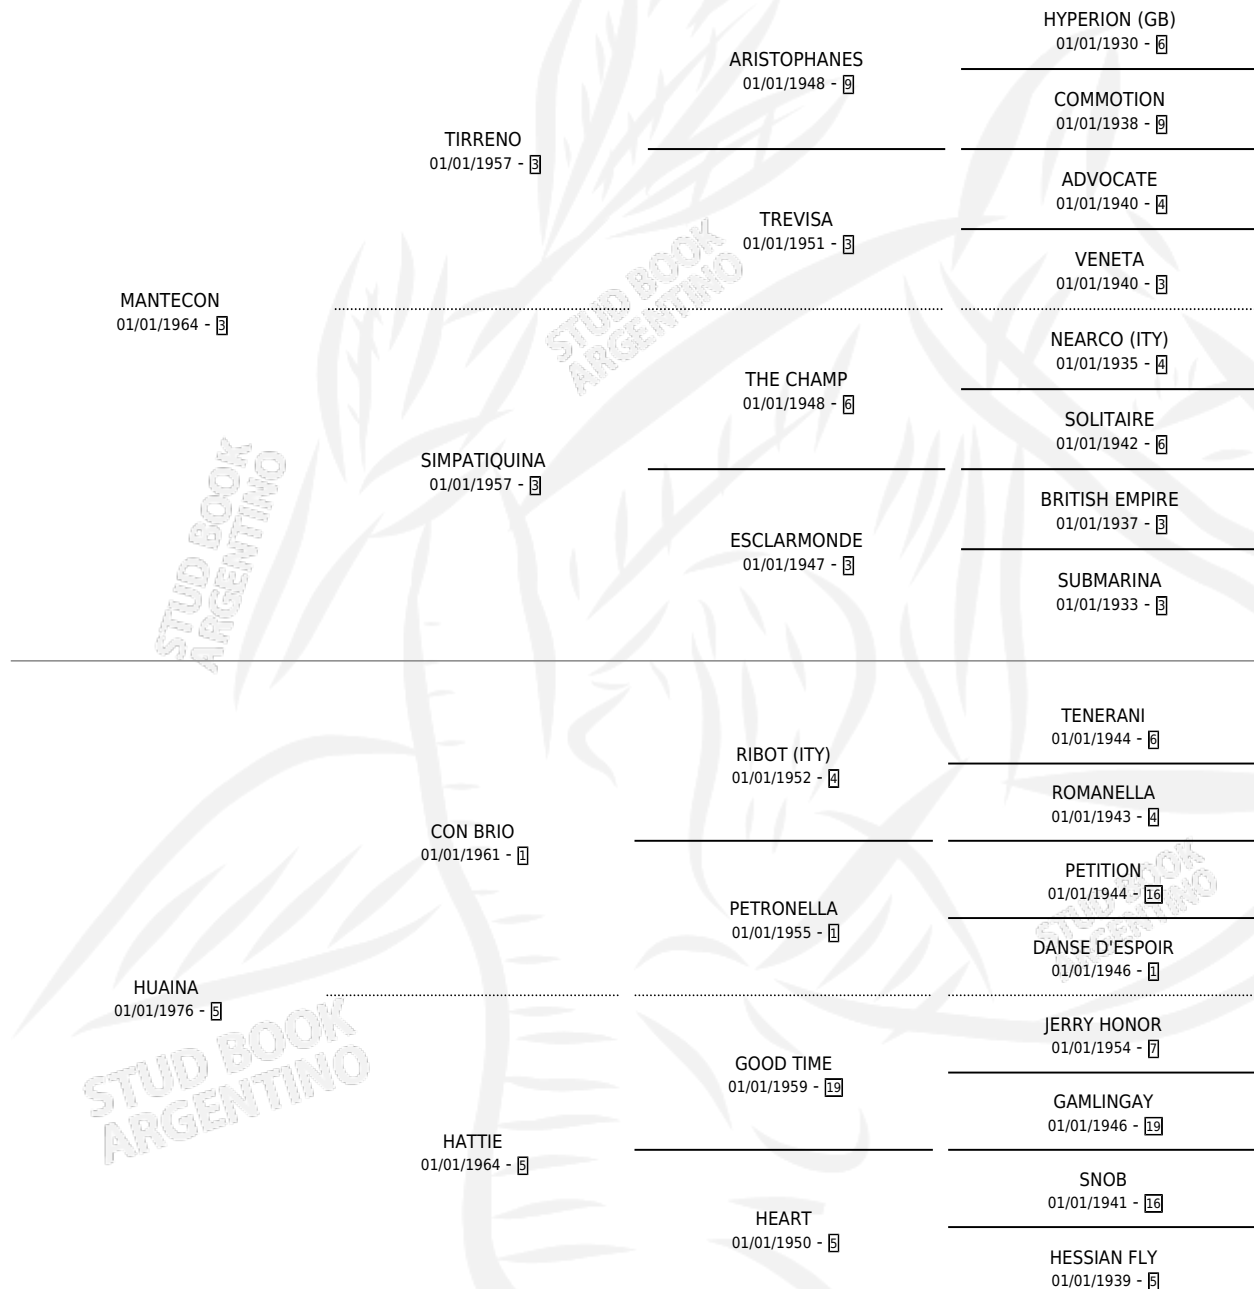 HYPERION (GB)
01/01/1930 - 6
ARISTOPHANES
01/01/1948 - 9
COMMOTION
01/01/1938 - 9
TIRRENO
01/01/1957 - 3
ADVOCATE
01/01/1940 - 4
TREVISA
01/01/1951 - 3
VENETA
01/01/1940 - 3
MANTECON
01/01/1964 - 3
NEARCO (ITY)
01/01/1935 - 4
THE CHAMP
01/01/1948 - 6
SOLITAIRE
01/01/1942 - 6
SIMPATIQUINA
01/01/1957 - 3
BRITISH EMPIRE
01/01/1937 - 3
ESCLARMONDE
01/01/1947 - 3
SUBMARINA
01/01/1933 - 3
TENERANI
01/01/1944 - 6
RIBOT (ITY)
01/01/1952 - 4
ROMANELLA
01/01/1943 - 4
CON BRIO
01/01/1961 - 1
PETITION
01/01/1944 - 16
PETRONELLA
01/01/1955 - 1
DANSE D'ESPOIR
01/01/1946 - 1
HUAINA
01/01/1976 - 5
JERRY HONOR
01/01/1954 - 7
GOOD TIME
01/01/1959 - 19
GAMLINGAY
01/01/1946 - 19
HATTIE
01/01/1964 - 5
SNOB
01/01/1941 - 16
HEART
01/01/1950 - 5
HESSIAN FLY
01/01/1939 - 5
STUD BOOK
ARGENTINO
STUD BOOK
ARGENTINO
STUD BOOK
ARGENTINO
STUD BOOK
ARGENTINO